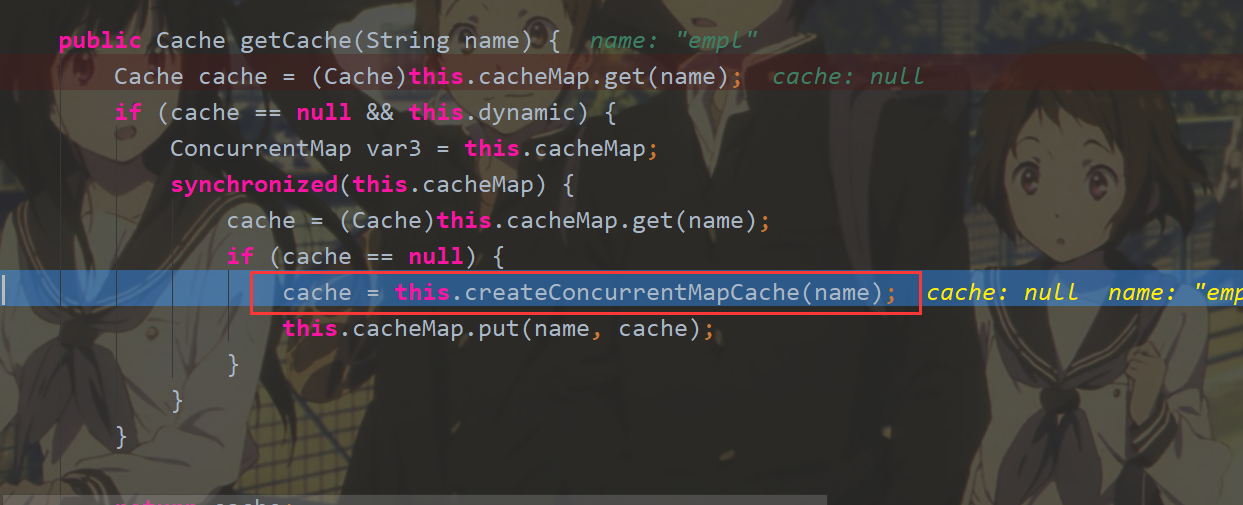 public Cache getCache(String name) {  name: "empl"
Cache cache = (Cache)this.cacheMap.get(name);  cache: null
if (cache == null && this.dynamic) {
ConcurrentMap var3 = this.cacheMap;
synchronized(this.cacheMap) {
cache = (Cache)this.cacheMap.get(name);
if (cache == null) {
cache = this.createConcurrentMapCache(name);  cache: null  name: "emp
this.cacheMap.put(name, cache);
}
}
}
return cache;